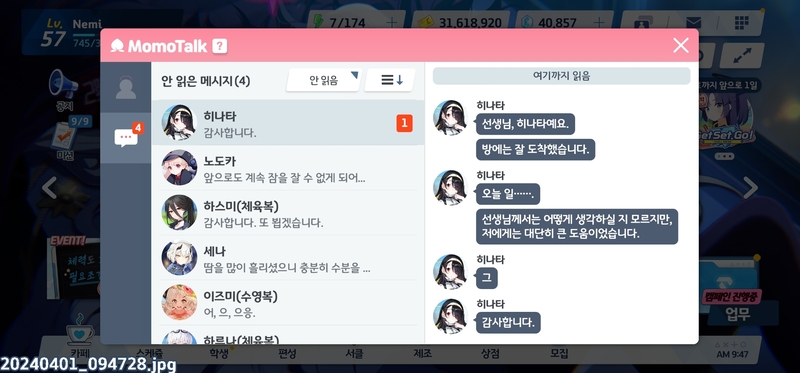 Lv.
57
Nemi
745/3
7/174
31,618,920
40,857
MomoTalk ?
공지
9/9
미션
EVENT!
체력도
필요조
4
안 읽은 메시지(4)
안 읽음
히나타
감사합니다.
1
노도카
앞으로도 계속 잠을 잘 수 없게 되어...
하스미(체육복)
감사합니다. 또 뵙겠습니다.
세나
땀을 많이 흘리셨으니 충분히 수분을 ...
이즈미(수영복)
어, 으, 으응.
하루나(체육복)
여기까지 읽음
히나타
선생님, 히나타예요.
방에는 잘 도착했습니다.
히나타
오늘 일…….
선생님께서는 어떻게 생각하실 지 모르지만,
저에게는 대단히 큰 도움이었습니다.
히나타
그
히나타
감사합니다.
까지 앞으로 1일
Set Go!
캠페인 진행중
업무
카페
스케줄
학생
편성
서클
제조
상점
모집
AM 9:47
20240401_094728.jpg